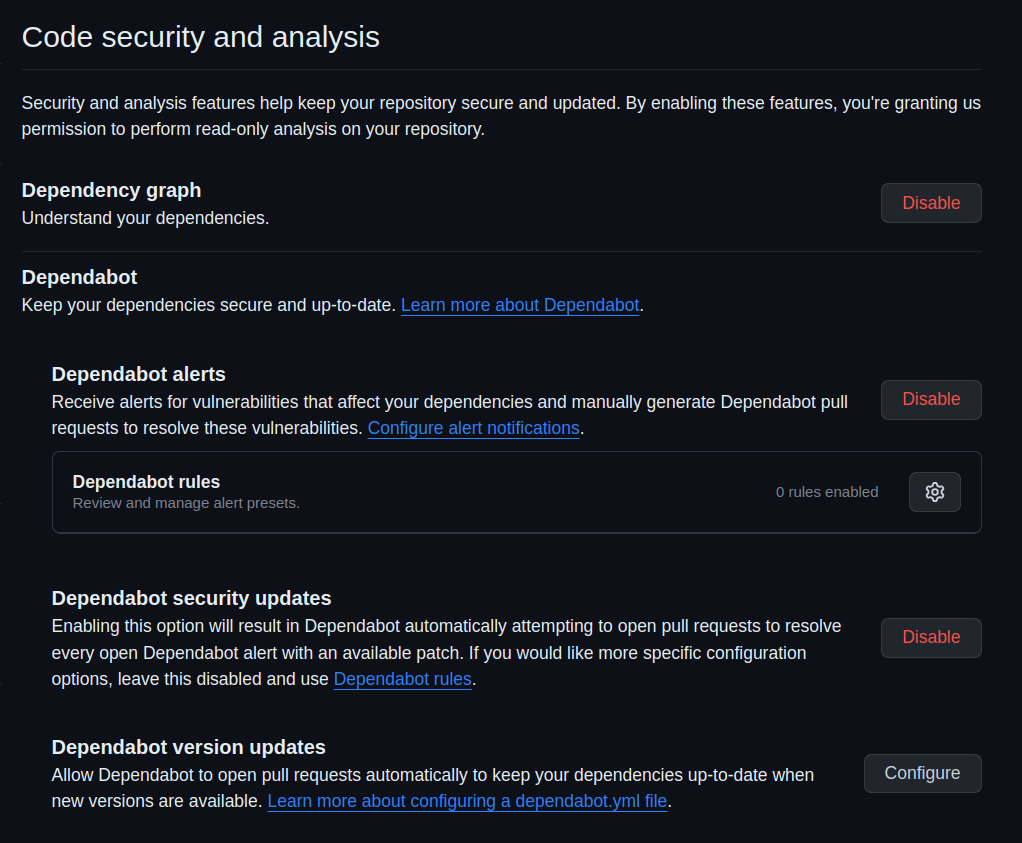 Code security and analysis
Security and analysis features help keep your repository secure and updated. By enabling these features, you're granting us
permission to perform read-only analysis on your repository.
Dependency graph
Understand your dependencies.
Disable
Dependabot
Keep your dependencies secure and up-to-date. Learn more about Dependabot.
Dependabot alerts
Receive alerts for vulnerabilities that affect your dependencies and manually generate Dependabot pull
requests to resolve these vulnerabilities. Configure alert notifications.
Disable
Dependabot rules
Review and manage alert presets.
0 rules enabled
Dependabot security updates
Enabling this option will result in Dependabot automatically attempting to open pull requests to resolve
every open Dependabot alert with an available patch. If you would like more specific configuration
options, leave this disabled and use Dependabot rules.
Disable
Dependabot version updates
Allow Dependabot to open pull requests automatically to keep your dependencies up-to-date when
new versions are available. Learn more about configuring a dependabot.yml file.
Configure